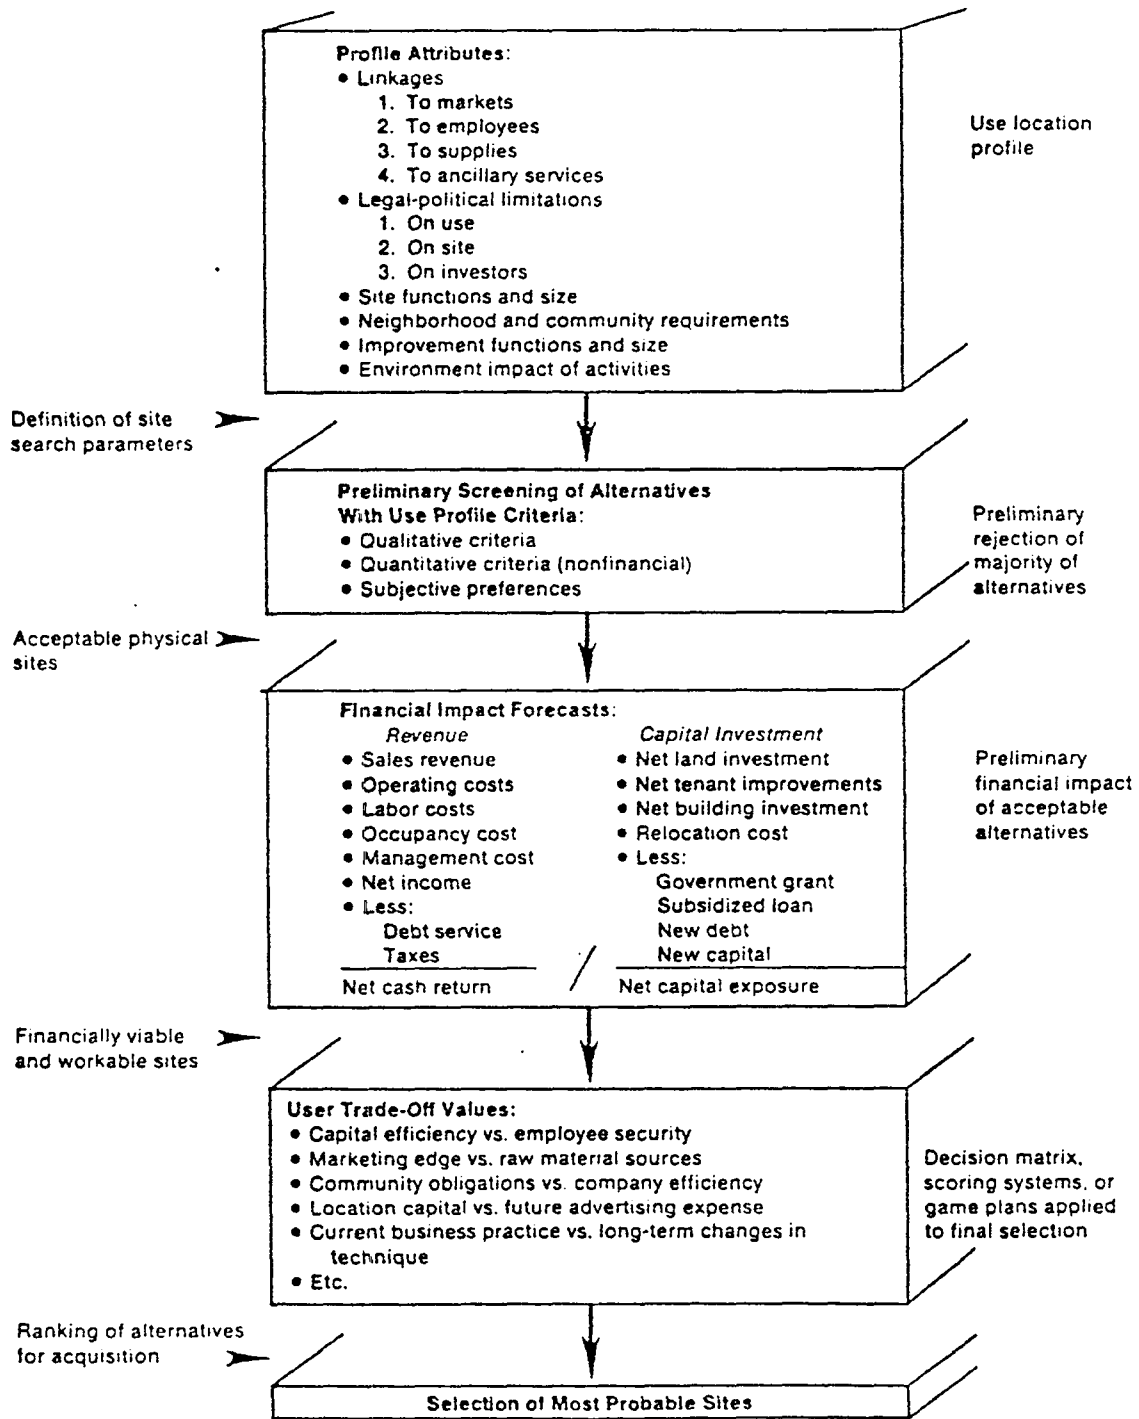 Profile Attributes:
• Linkages
1. To markets
2. To employees
3. To supplies
4. To ancillary services
• Legal-political limitations
1. On use
2. On site
3. On investors
• Site functions and size
• Neighborhood and community requirements
• Improvement functions and size
• Environment impact of activities
Use location
profile
Definition of site
search parameters
Preliminary Screening of Alternatives
With Use Profile Criteria:
• Qualitative criteria
• Quantitative criteria (nonfinancial)
• Subjective preferences
Preliminary
rejection of
majority of
alternatives
Acceptable physical
sites
Financial Impact Forecasts:
Revenue
• Sales revenue
• Operating costs
• Labor costs
• Occupancy cost
• Management cost
• Net income
• Less:
Debt service
Taxes
Net cash return
/
Capital Investment
• Net land investment
• Net tenant improvements
• Net building investment
• Relocation cost
• Less:
Government grant
Subsidized loan
New debt
New capital
Net capital exposure
Preliminary
financial impact
of acceptable
alternatives
Financially viable
and workable sites
User Trade-Off Values:
• Capital efficiency vs. employee security
• Marketing edge vs. raw material sources
• Community obligations vs. company efficiency
• Location capital vs. future advertising expense
• Current business practice vs. long-term changes in
technique
• Etc.
Decision matrix,
scoring systems, or
game plans applied
to final selection
Ranking of alternatives
for acquisition
Selection of Most Probable Sites